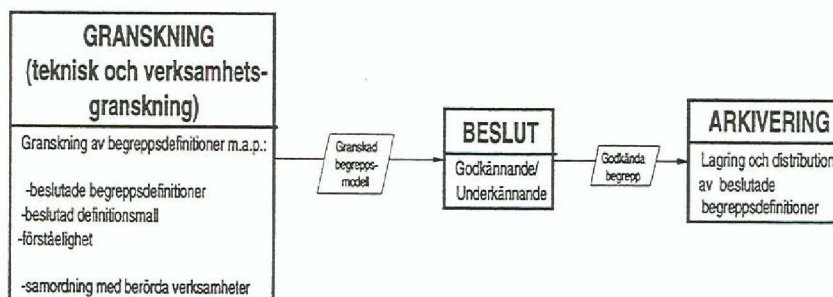 GRANSKNING
(teknisk och verksamhets-
granskning)
Granskning av begreppsdefinitioner m.a.p.:
-beslutade begreppsdefinitioner
-beslutad definitionsmall
-förståelighet
-samordning med berörda verksamheter
Granskad
begrepps-
modell
BESLUT
Godkännande/
Underkännande
Godkända
begrepp
ARKIVERING
Lagring och distribution
av beslutade
begreppsdefinitioner